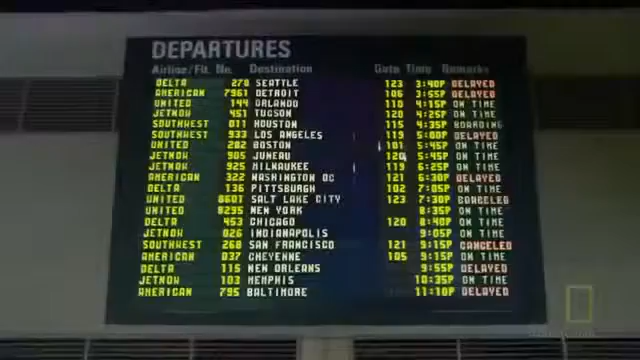 DEPARTURES
Airline/Flt. No. Destination Gate Time Remarks
DELTA 270 SEATTLE 123 3:40P DELAYED
AMERICAN 7961 DETROIT 106 3:55P DELAYED
UNITED 144 ORLANDO 110 4:15P ON TIME
JETNOW 451 TUCSON 120 4:25P ON TIME
SOUTHWEST 011 HOUSTON 115 4:35P BOARDING
SOUTHWEST 933 LOS ANGELES 119 5:00P DELAYED
UNITED 282 BOSTON 101 5:45P ON TIME
JETNOW 905 JUNEAU 120 5:45P ON TIME
JETNOW 925 MILWAUKEE 119 6:25P ON TIME
AMERICAN 322 WASHINGTON DC 121 6:30P DELAYED
DELTA 136 PITTSBURGH 102 7:05P ON TIME
UNITED 8601 SALT LAKE CITY 123 7:30P
UNITED 8295 NEW YORK 8:35P ON TIME
DELTA 453 CHICAGO 120 8:40P ON TIME
JETNOW 026 INDIANAPOLIS 9:05P ON TIME
SOUTHWEST 268 SAN FRANCISCO 121 9:15P CANCELED
AMERICAN 037 CHEYENNE 105 9:15P ON TIME
DELTA 115 NEW ORLEANS 9:55P DELAYED
JETNOW 103 MEMPHIS 10:35P ON TIME
AMERICAN 795 BALTIMORE 11:10P DELAYED